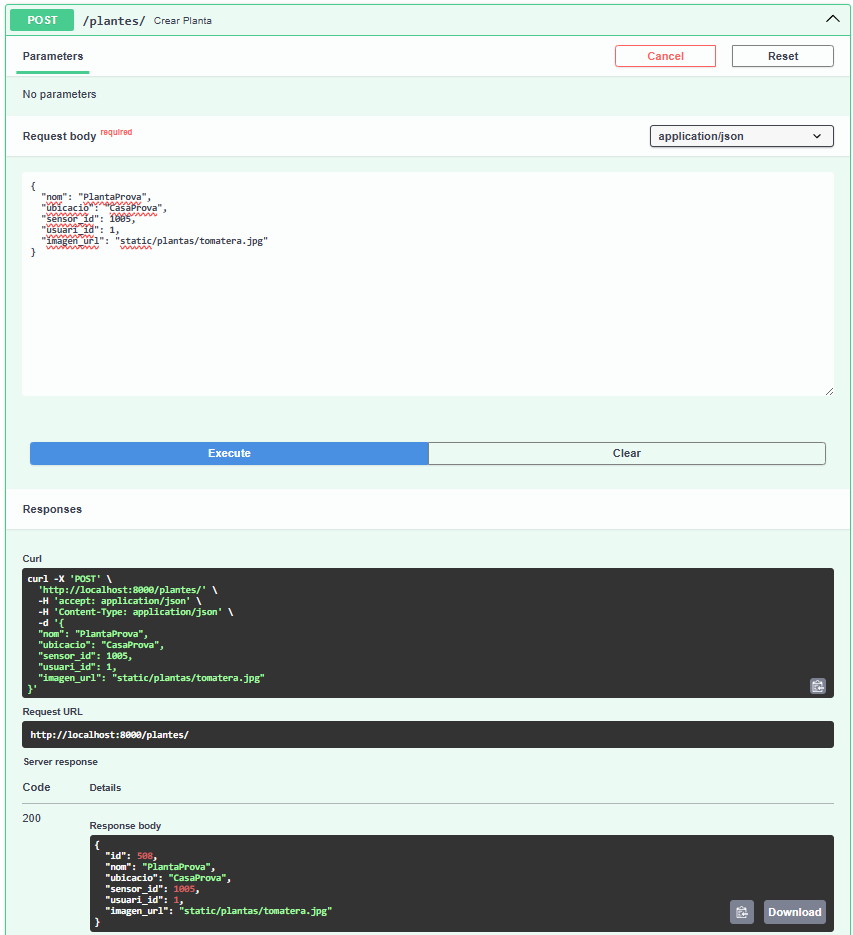 POST /plantes/ Crear Planta
Parameters
Cancel
Reset
No parameters
Request body required
application/json
{
  "nom": "PlantaProva",
  "ubicacio": "CasaProva",
  "sensor_id": 1005,
  "usuari_id": 1,
  "imagen_url": "static/plantas/tomatera.jpg"
}
Execute
Clear
Responses
Curl
curl -X 'POST' \
  'http://localhost:8000/plantes/' \
  -H 'accept: application/json' \
  -H 'Content-Type: application/json' \
  -d '{
  "nom": "PlantaProva",
  "ubicacio": "CasaProva",
  "sensor_id": 1005,
  "usuari_id": 1,
  "imagen_url": "static/plantas/tomatera.jpg"
}'
Request URL
http://localhost:8000/plantes/
Server response
Code Details
200
Response body
{
  "id": 508,
  "nom": "PlantaProva",
  "ubicacio": "CasaProva",
  "sensor_id": 1005,
  "usuari_id": 1,
  "imagen_url": "static/plantas/tomatera.jpg"
}
Download